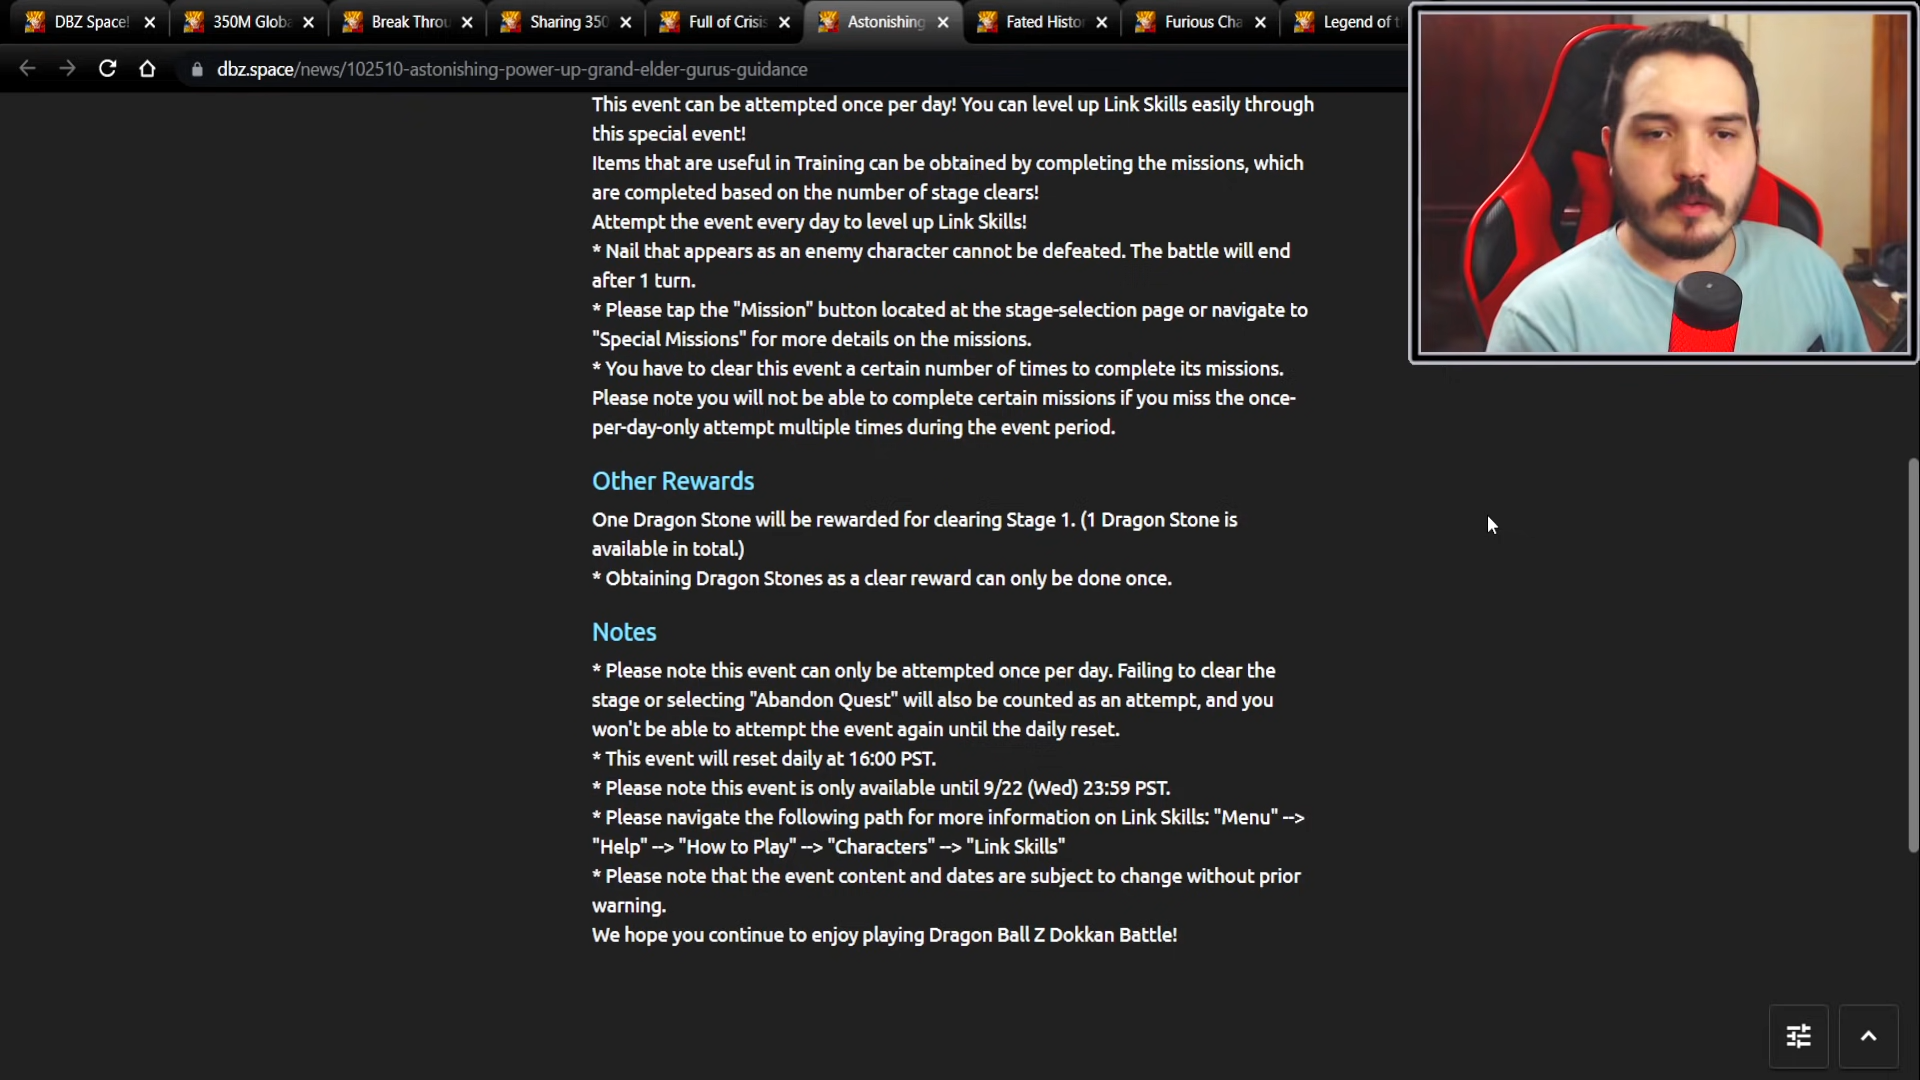 DBZ Space!
350M Globa
Break Throu
Sharing 350
Full of Crisis
Astonishing
Fated Histor
Furious Cha
Legend of t
dbz.space/news/102510-astonishing-power-up-grand-elder-gurus-guidance
This event can be attempted once per day! You can level up Link Skills easily through
this special event!
Items that are useful in Training can be obtained by completing the missions, which
are completed based on the number of stage clears!
Attempt the event every day to level up Link Skills!
* Nail that appears as an enemy character cannot be defeated. The battle will end
after 1 turn.
* Please tap the "Mission" button located at the stage-selection page or navigate to
"Special Missions" for more details on the missions.
* You have to clear this event a certain number of times to complete its missions.
Please note you will not be able to complete certain missions if you miss the once-
per-day-only attempt multiple times during the event period.
Other Rewards
One Dragon Stone will be rewarded for clearing Stage 1. (1 Dragon Stone is
available in total.)
* Obtaining Dragon Stones as a clear reward can only be done once.
Notes
* Please note this event can only be attempted once per day. Failing to clear the
stage or selecting "Abandon Quest" will also be counted as an attempt, and you
won't be able to attempt the event again until the daily reset.
* This event will reset daily at 16:00 PST.
* Please note this event is only available until 9/22 (Wed) 23:59 PST.
* Please navigate the following path for more information on Link Skills: "Menu" -->
"Help" --> "How to Play" --> "Characters" --> "Link Skills"
* Please note that the event content and dates are subject to change without prior
warning.
We hope you continue to enjoy playing Dragon Ball Z Dokkan Battle!